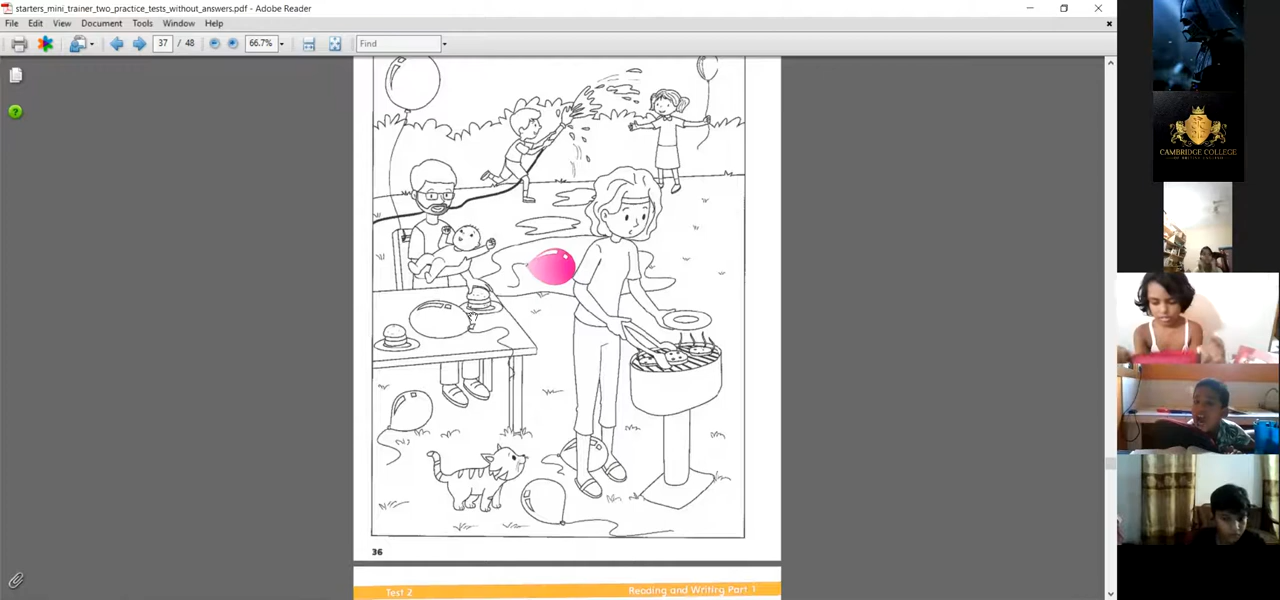 starters_mini_trainer_two_practice_tests_without_answers.pdf - Adobe Reader
File Edit View Document Tools Window Help
37 / 48 66.7% Find
CAMBRIDGE COLLEGE
36
Test 2 Reading and Writing Part 1